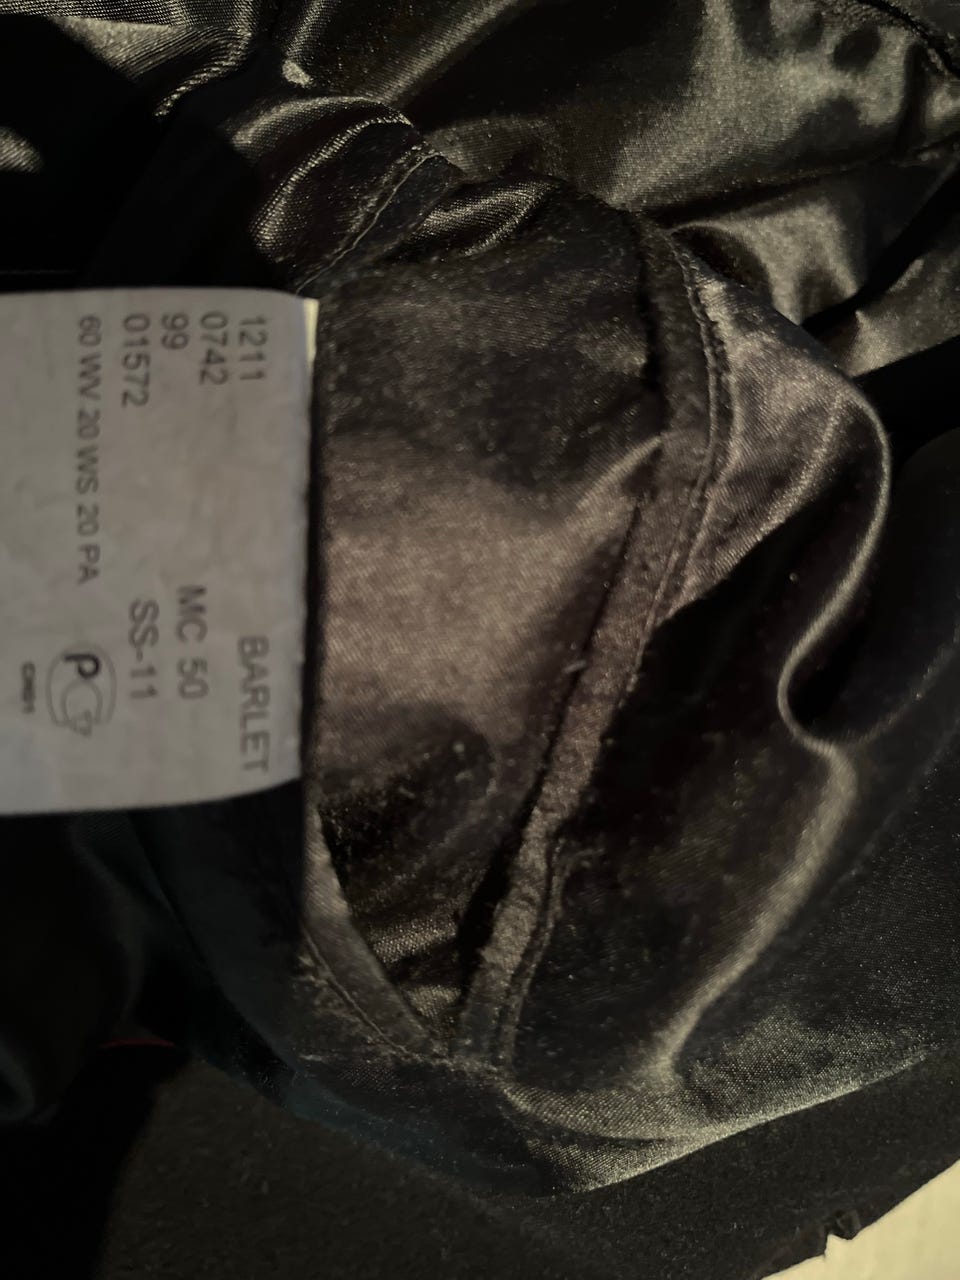 1211 BARLET
0742
99 MC 50
01572 SS-11
60 WV 20 WS 20 PA